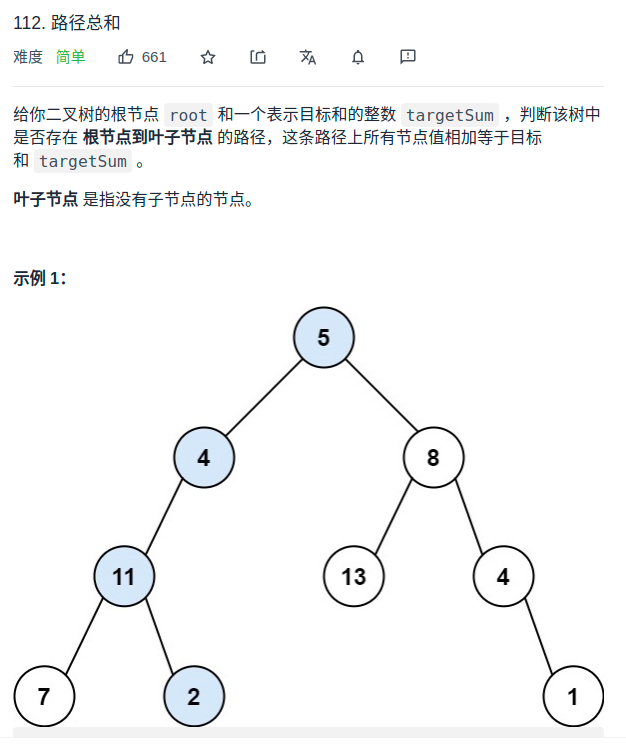 112. 路径总和
难度 简单 661
给你二叉树的根节点 root 和一个表示目标和的整数 targetSum ，判断该树中
是否存在 根节点到叶子节点 的路径，这条路径上所有节点值相加等于目标
和 targetSum 。
叶子节点 是指没有子节点的节点。
示例 1：
5
4 8
11 13 4
7 2 1